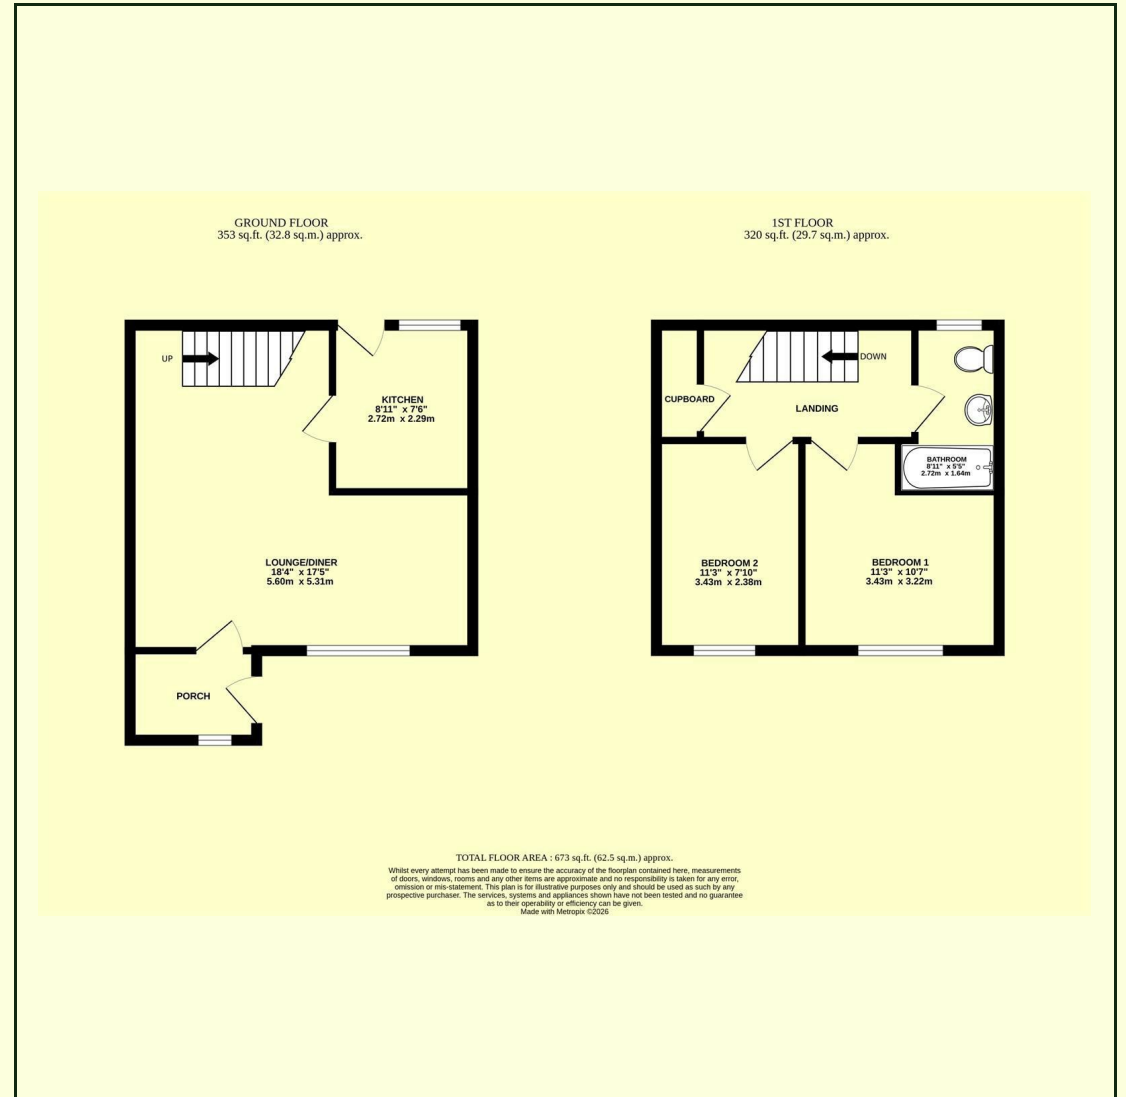 GROUND FLOOR
353 sq.ft. (32.8 sq.m.) approx.
UP
KITCHEN
8'11" x 7'6"
2.72m x 2.29m
LOUNGE/DINER
18'4" x 17'5"
5.60m x 5.31m
PORCH
1ST FLOOR
320 sq.ft. (29.7 sq.m.) approx.
DOWN
CUPBOARD
LANDING
BATHROOM
8'11" x 5'5"
2.72m x 1.64m
BEDROOM 2
11'3" x 7'10"
3.43m x 2.38m
BEDROOM 1
11'3" x 10'7"
3.43m x 3.22m
TOTAL FLOOR AREA : 673 sq.ft. (62.5 sq.m.) approx.
Whilst every attempt has been made to ensure the accuracy of the floorplan contained here, measurements
of doors, windows, rooms and any other items are approximate and no responsibility is taken for any error,
omission or mis-statement. This plan is for illustrative purposes only and should be used as such by any
prospective purchaser. The services, systems and appliances shown have not been tested and no guarantee
as to their operability or efficiency can be given.
Made with Metropix ©2026